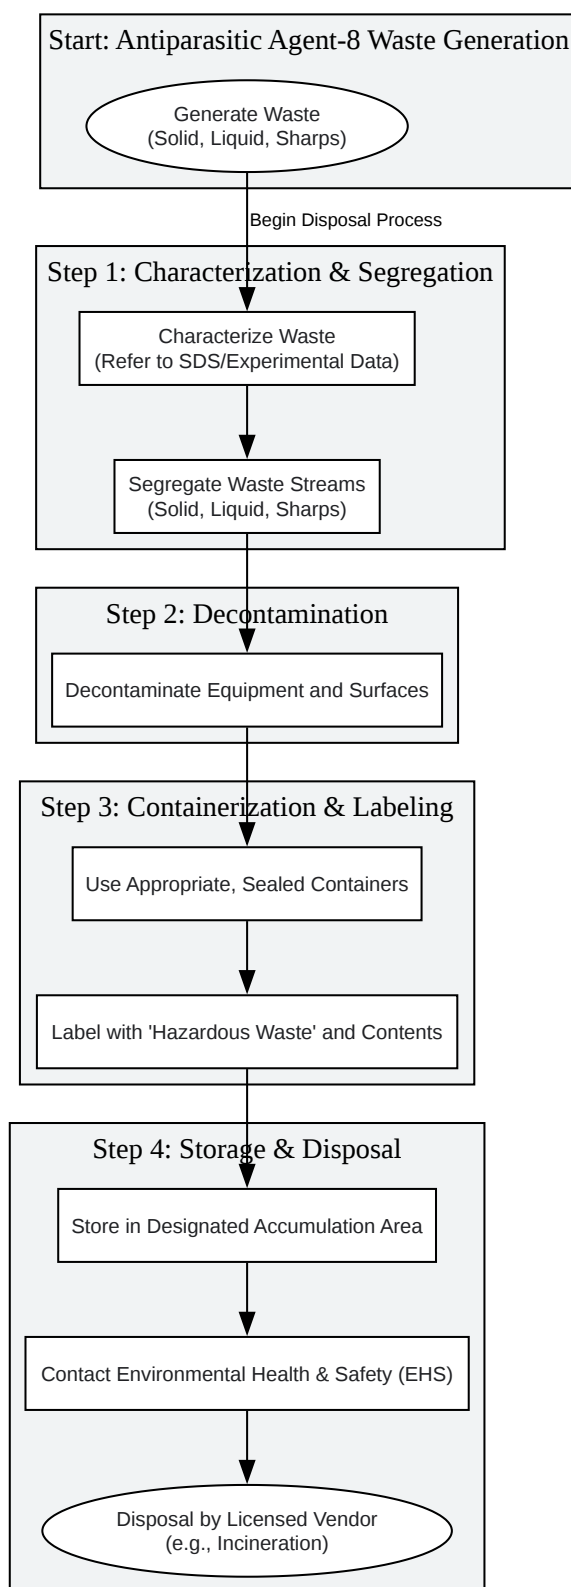 Start: Antiparasitic Agent-8 Waste Generation
Generate Waste
(Solid, Liquid, Sharps)
Begin Disposal Process
Step 1: Characterization & Segregation
Characterize Waste
(Refer to SDS/Experimental Data)
Segregate Waste Streams
(Solid, Liquid, Sharps)
Step 2: Decontamination
Decontaminate Equipment and Surfaces
Step 3: Containerization & Labeling
Use Appropriate, Sealed Containers
Label with 'Hazardous Waste' and Contents
Step 4: Storage & Disposal
Store in Designated Accumulation Area
Contact Environmental Health & Safety (EHS)
Disposal by Licensed Vendor
(e.g., Incineration)